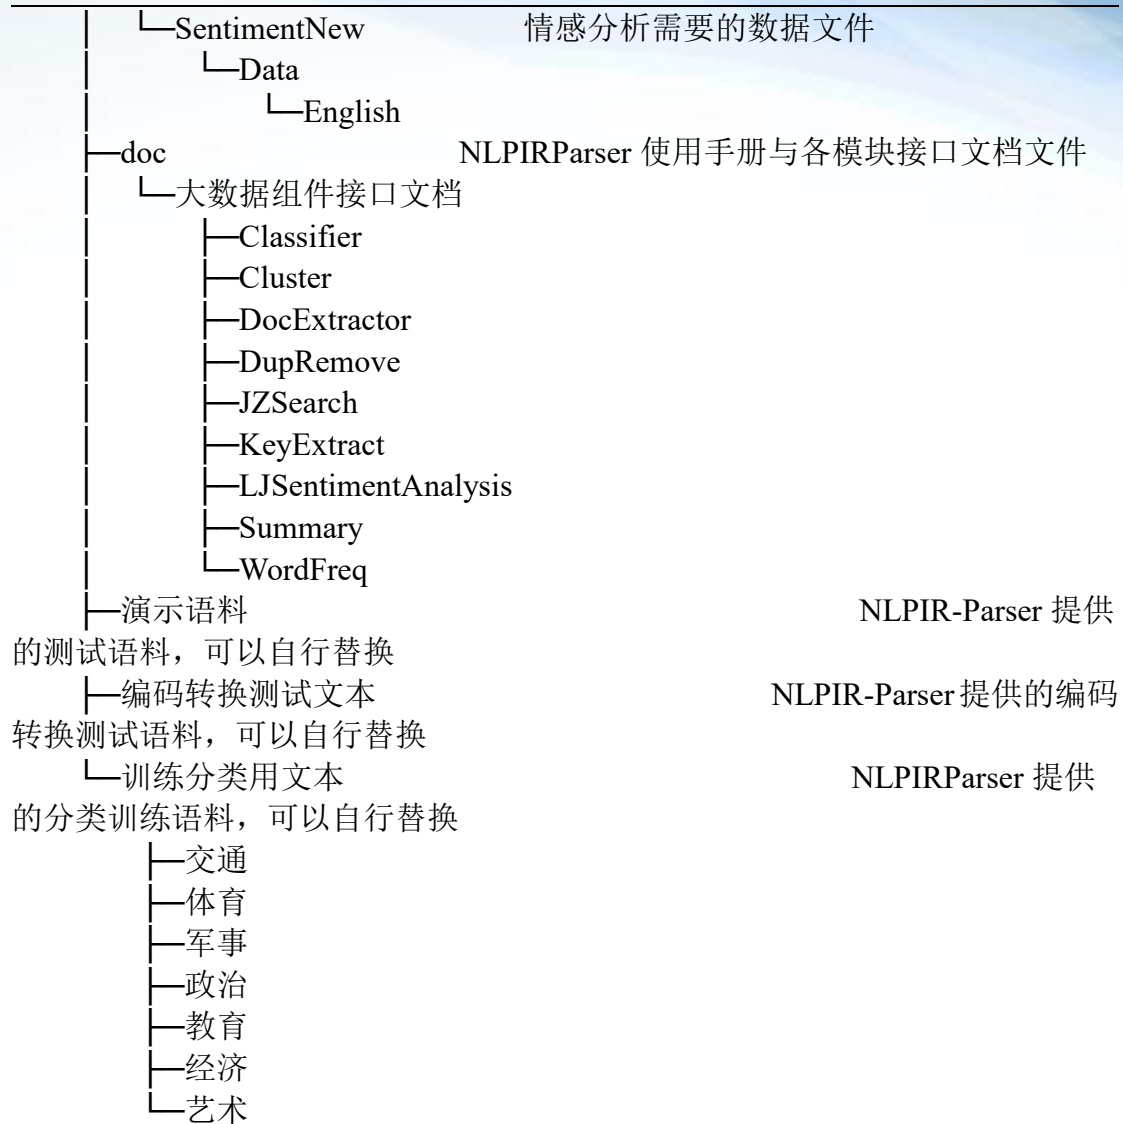 │ └─SentimentNew 情感分析需要的数据文件
│ └─Data
│ └─English
├─doc NLPIRParser 使用手册与各模块接口文档文件
│ └─大数据组件接口文档
│ ├─Classifier
│ ├─Cluster
│ ├─DocExtractor
│ ├─DupRemove
│ ├─JZSearch
│ ├─KeyExtract
│ ├─LJSentimentAnalysis
│ ├─Summary
│ └─WordFreq
├─演示语料 NLPIR-Parser 提供
的测试语料，可以自行替换
├─编码转换测试文本 NLPIR-Parser 提供的编码
转换测试语料，可以自行替换
└─训练分类用文本 NLPIRParser 提供
的分类训练语料，可以自行替换
├─交通
├─体育
├─军事
├─政治
├─教育
├─经济
└─艺术